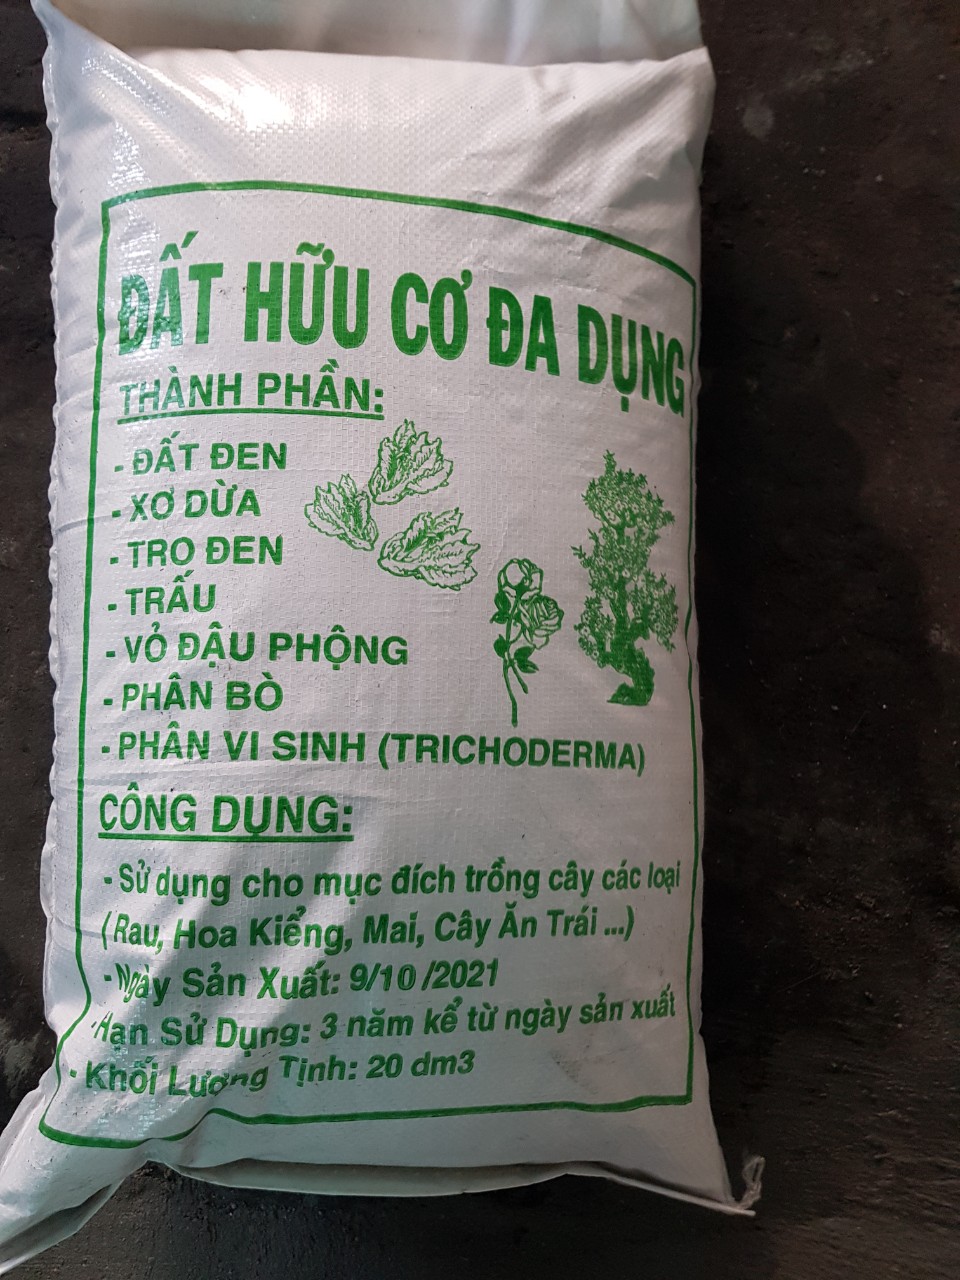 ĐẤT HỮU CƠ ĐA DỤNG
THÀNH PHẦN:
- ĐẤT ĐEN
- XƠ DỪA
- TRO ĐEN
- TRẤU
- VỎ ĐẬU PHỘNG
- PHÂN BÒ
- PHÂN VI SINH (TRICHODERMA)
CÔNG DỤNG:
- Sử dụng cho mục đích trồng cây các loại
(Rau, Hoa Kiểng, Mai, Cây Ăn Trái ...)
- Ngày Sản Xuất: 9/10/2021
- Hạn Sử Dụng: 3 năm kể từ ngày sản xuất
- Khối Lượng Tịnh: 20 dm3